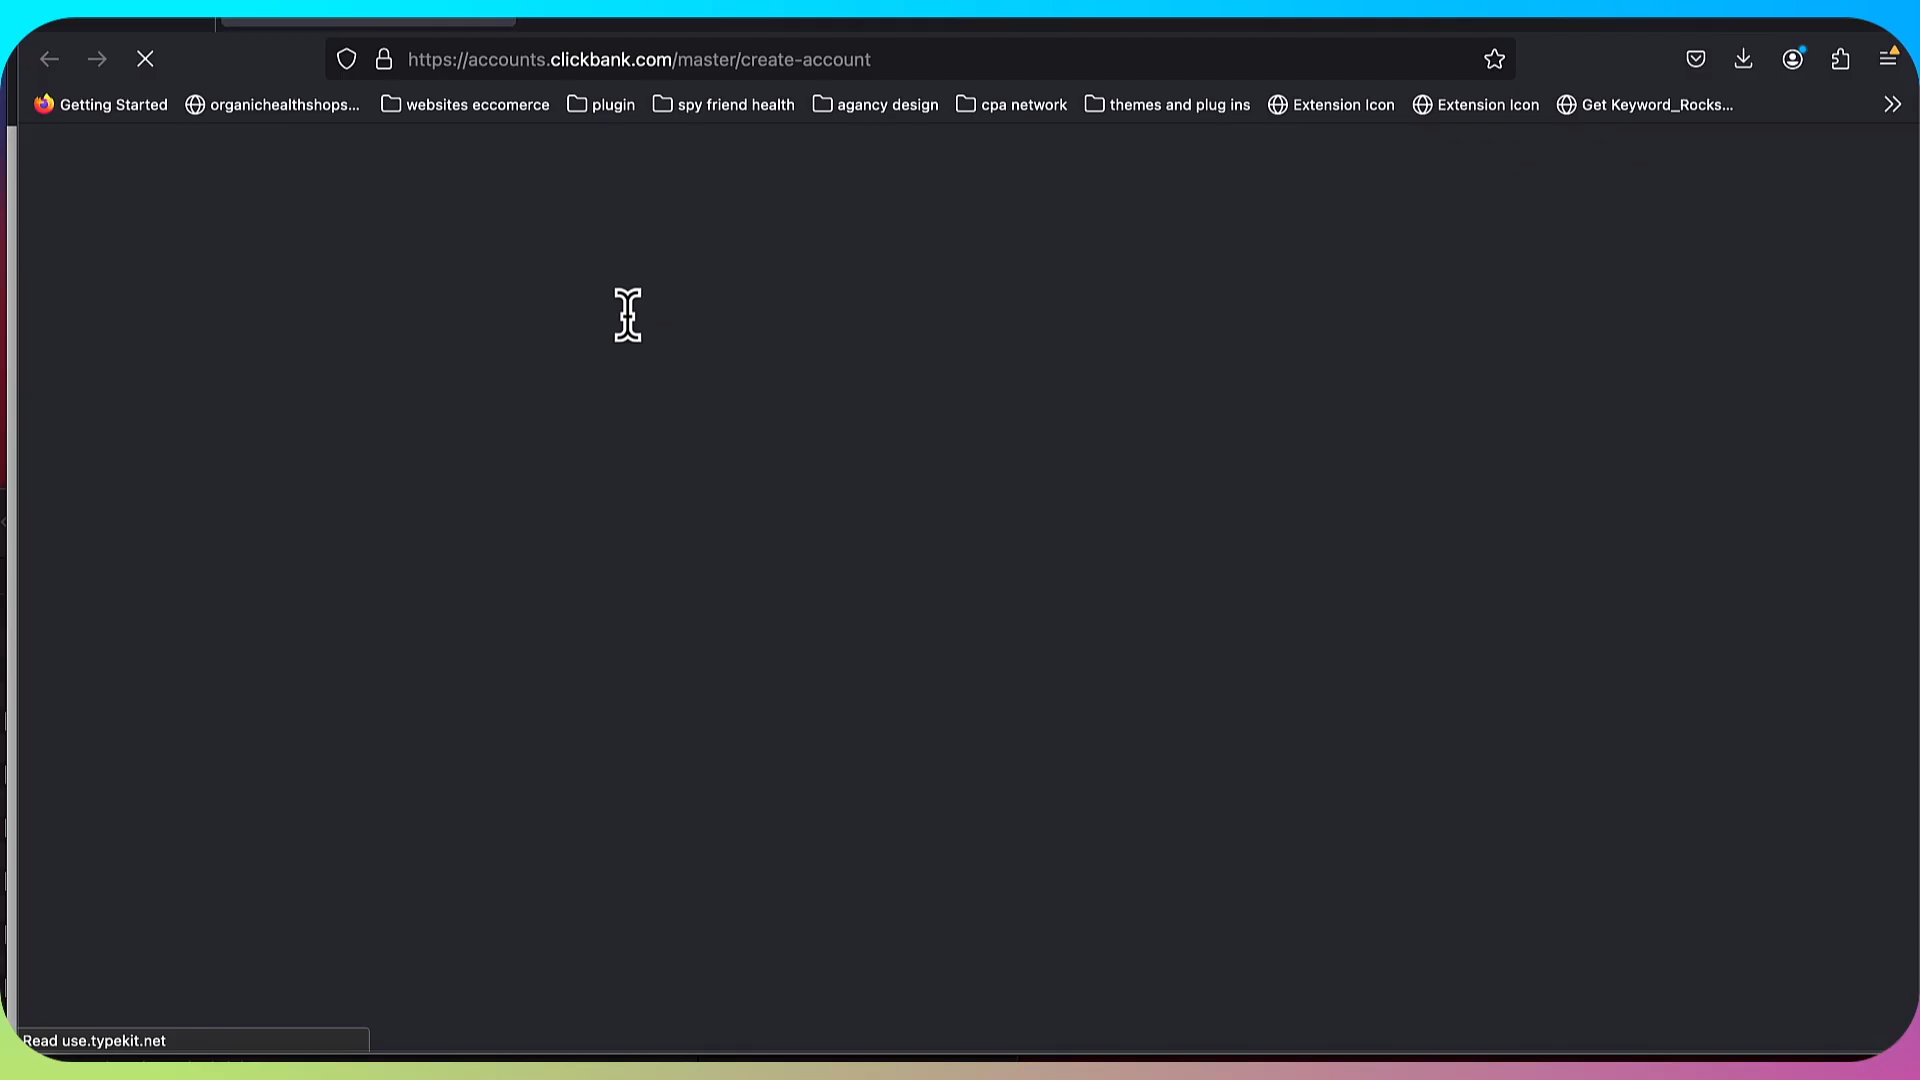 https://accounts.clickbank.com/master/create-account
Getting Started organichealthshops... websites eccomerce plugin spy friend health agancy design cpa network themes and plug ins Extension Icon Extension Icon Get Keyword_Rocks...
Read use.typekit.net